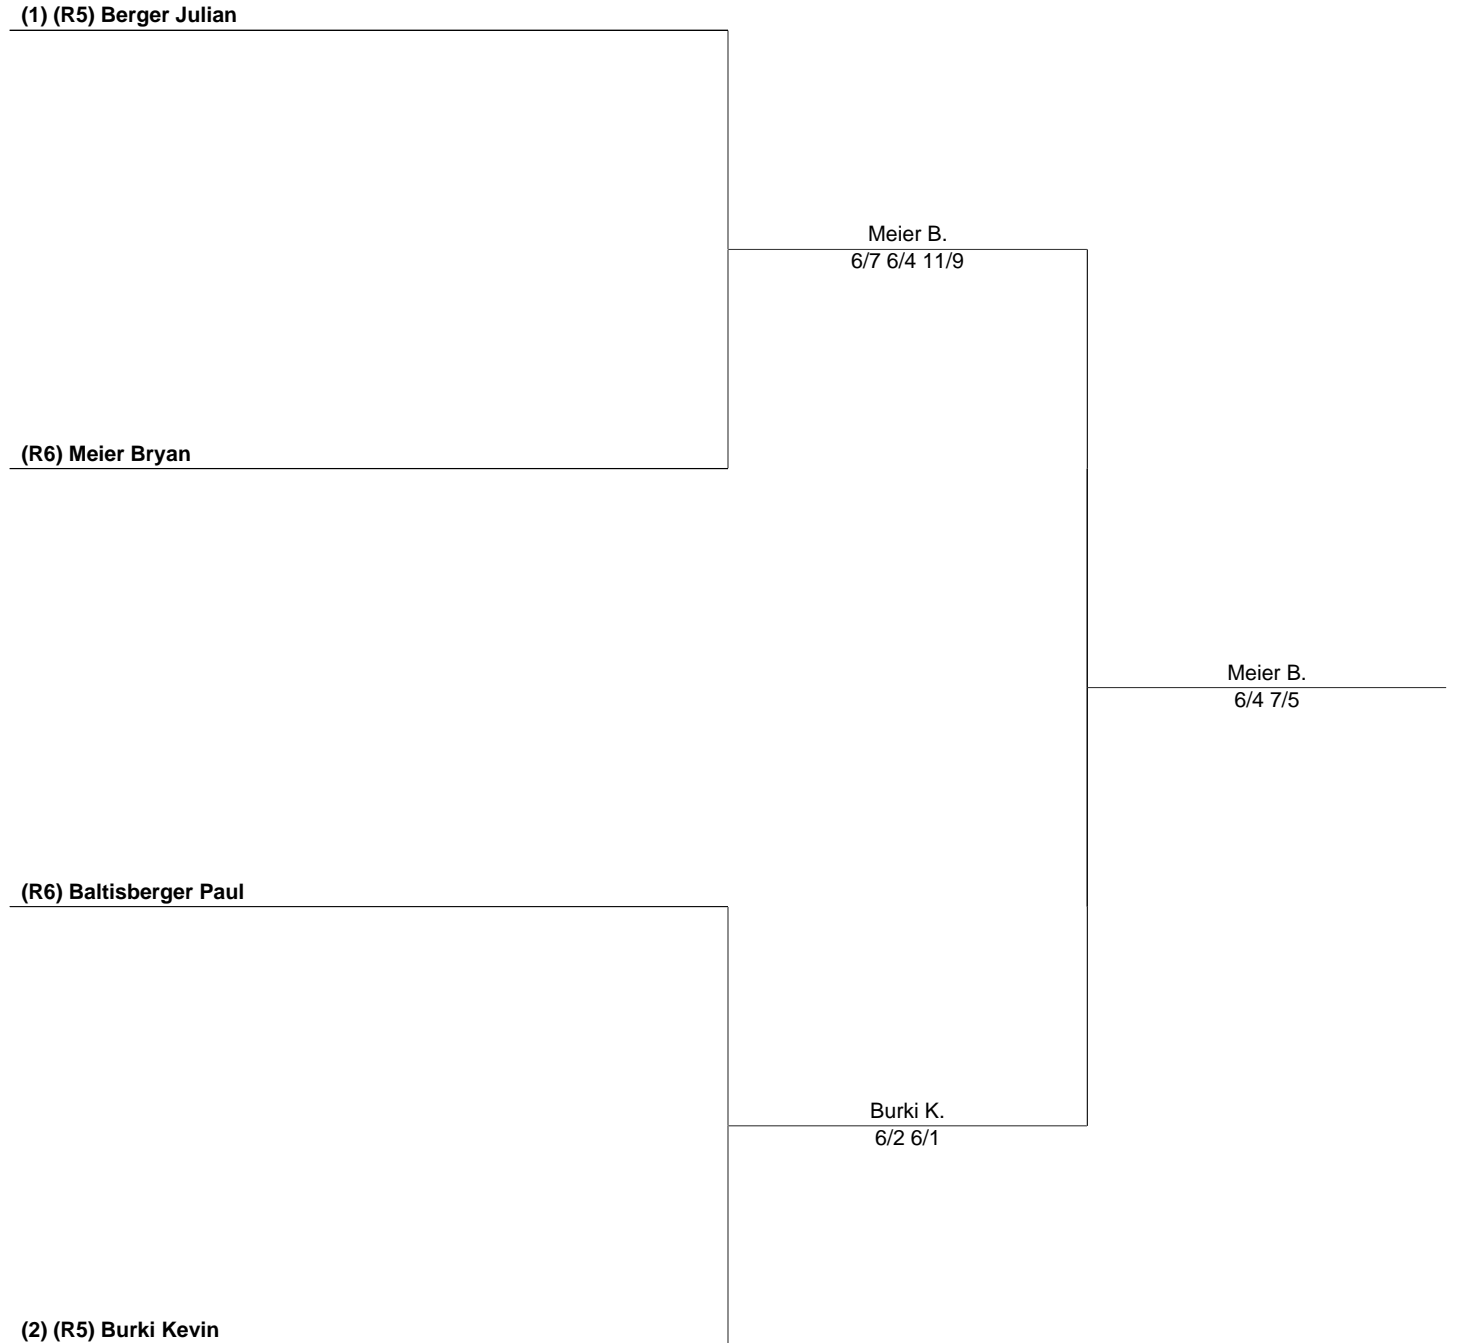 (1) (R5) Berger Julian
Meier B.
6/7 6/4 11/9
(R6) Meier Bryan
Meier B.
6/4 7/5
(R6) Baltisberger Paul
Burki K.
6/2 6/1
(2) (R5) Burki Kevin